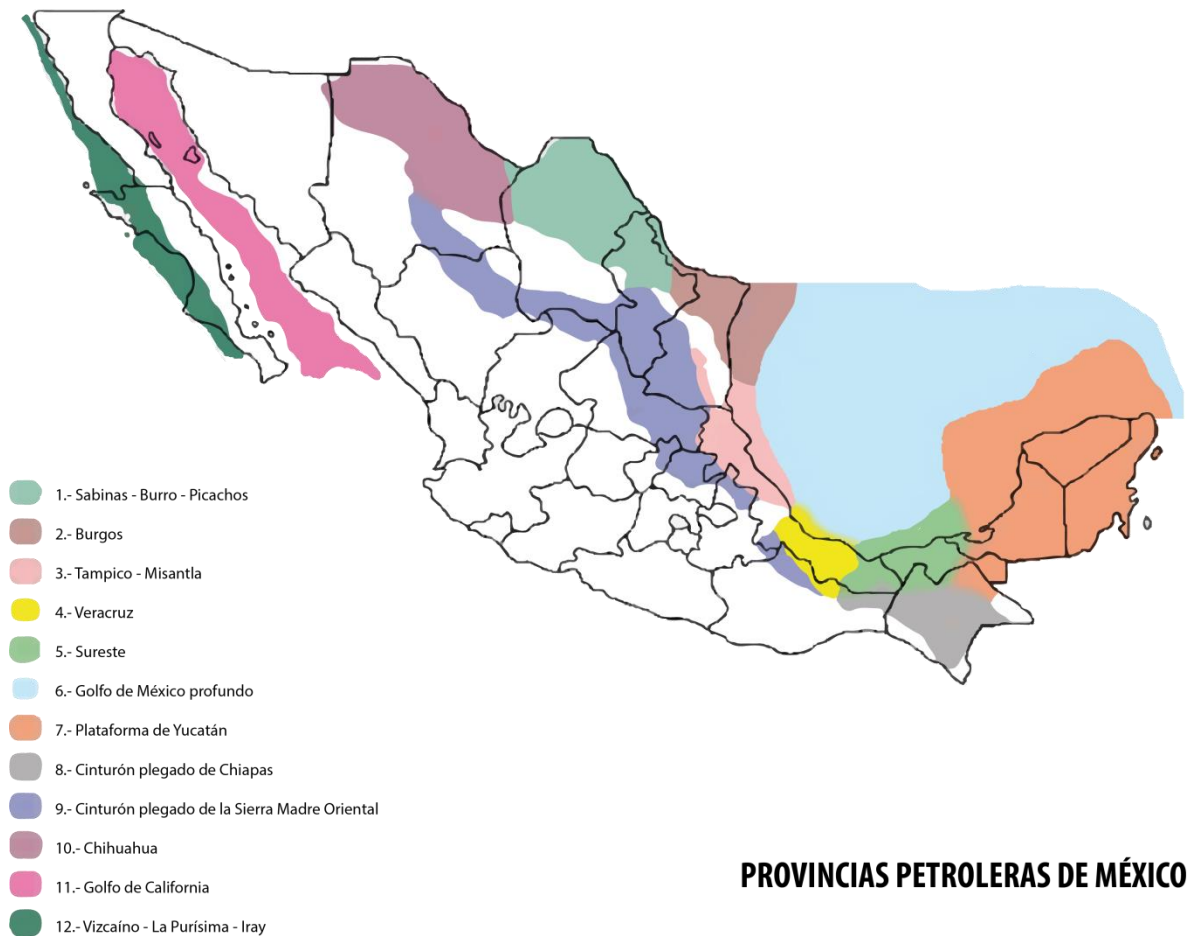 1.- Sabinas - Burro - Picachos
2.- Burgos
3.- Tampico - Misantla
4.- Veracruz
5.- Sureste
6.- Golfo de México profundo
7.- Plataforma de Yucatán
8.- Cinturón plegado de Chiapas
9.- Cinturón plegado de la Sierra Madre Oriental
10.- Chihuahua
11.- Golfo de California
12.- Vizcaíno - La Purísima - Iray
PROVINCIAS PETROLERAS DE MÉXICO